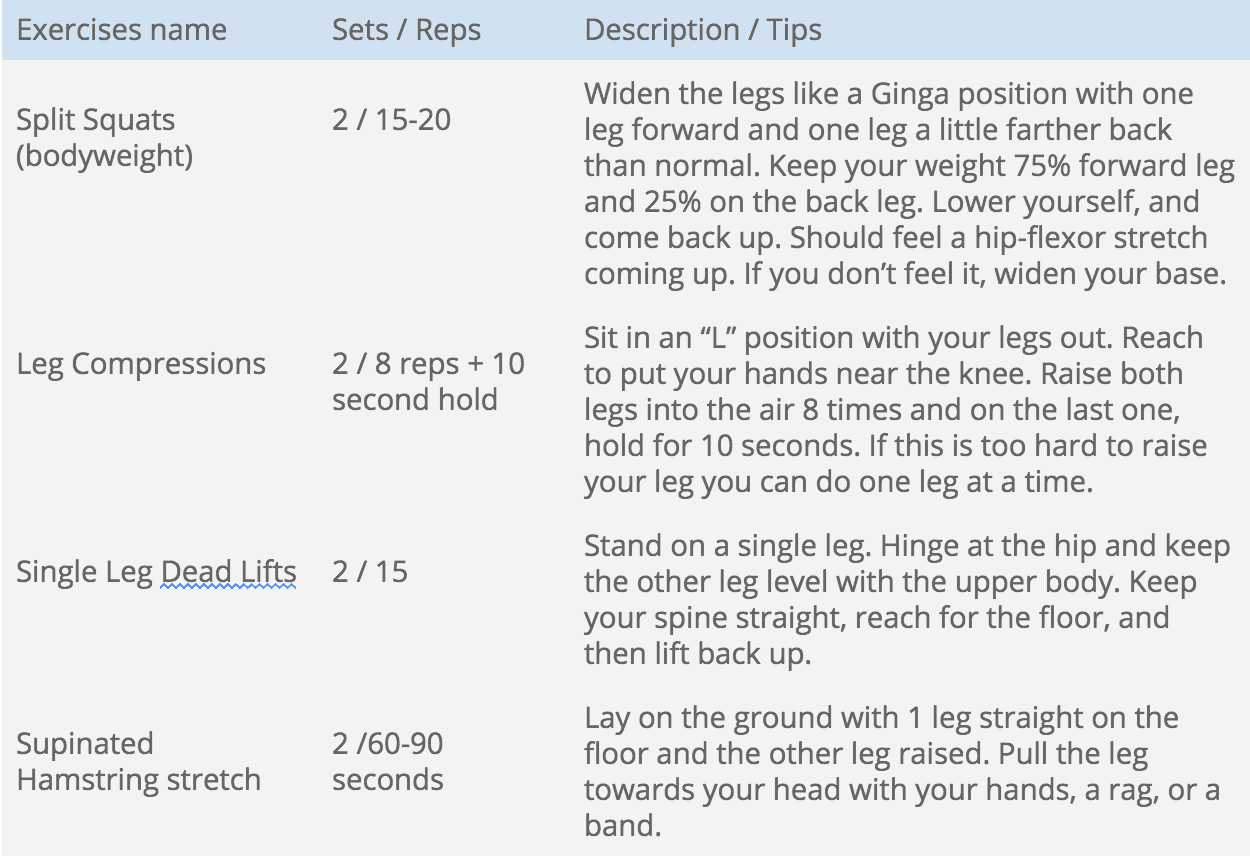 Exercises name
Sets / Reps
Description / Tips
Split Squats
(bodyweight)
2 / 15-20
Widen the legs like a Ginga position with one
leg forward and one leg a little farther back
than normal. Keep your weight 75% forward leg
and 25% on the back leg. Lower yourself, and
come back up. Should feel a hip-flexor stretch
coming up. If you don’t feel it, widen your base.
Leg Compressions
2 / 8 reps + 10
second hold
Sit in an “L” position with your legs out. Reach
to put your hands near the knee. Raise both
legs into the air 8 times and on the last one,
hold for 10 seconds. If this is too hard to raise
your leg you can do one leg at a time.
Single Leg Dead Lifts
2 / 15
Stand on a single leg. Hinge at the hip and keep
the other leg level with the upper body. Keep
your spine straight, reach for the floor, and
then lift back up.
Supinated
Hamstring stretch
2 /60-90
seconds
Lay on the ground with 1 leg straight on the
floor and the other leg raised. Pull the leg
towards your head with your hands, a rag, or a
band.